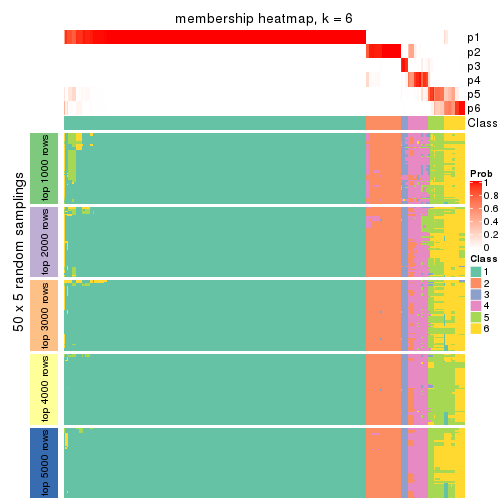 membership heatmap, k = 6
p1
p2
p3
p4
p5
p6
Class
50 x 5 random samplings
top 1000 rows
top 2000 rows
top 3000 rows
top 4000 rows
top 5000 rows
Prob
1
0.8
0.6
0.4
0.2
0
Class
1
2
3
4
5
6